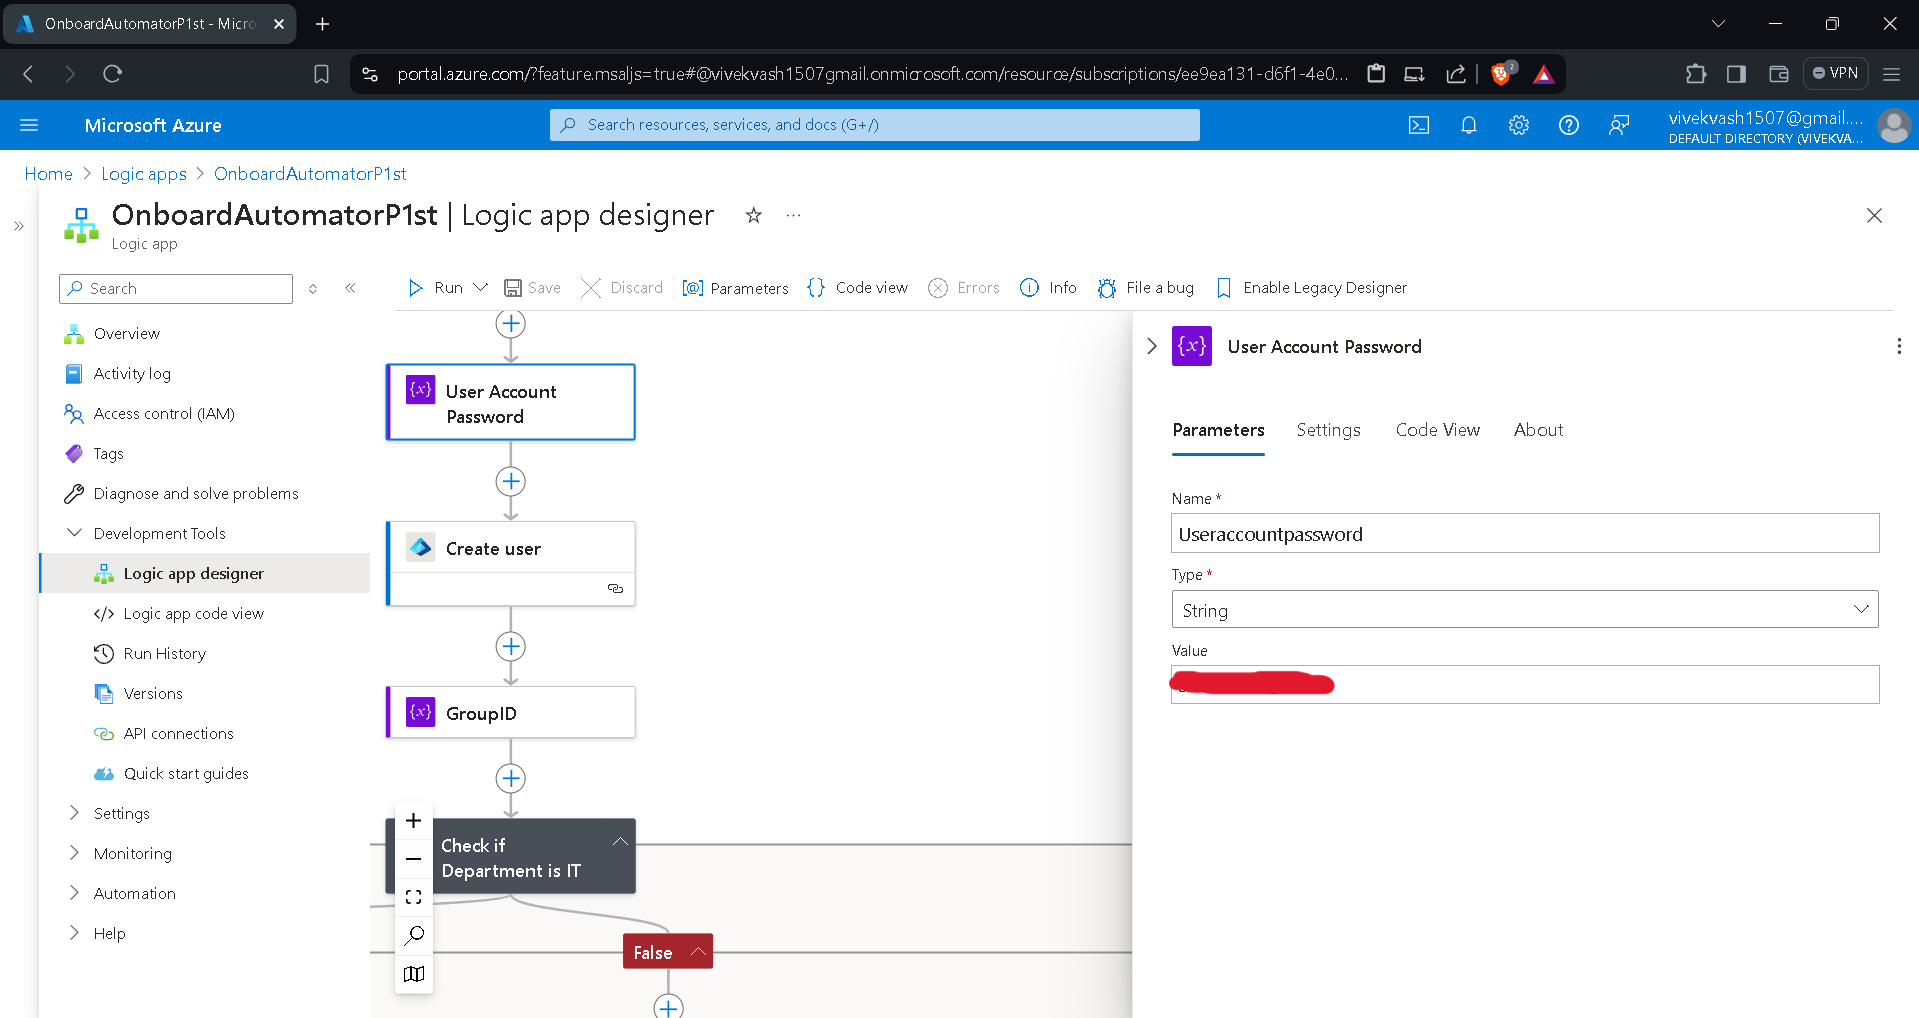 OnboardAutomatorP1st - Micro
portal.azure.com/?feature.msaljs=true#@vivekvash1507gmail.onmicrosoft.com/resource/subscriptions/ee9ea131-d6f1-4e0...
2
VPN
Microsoft Azure
Search resources, services, and docs (G+/)
vivekvash1507@gmail....
DEFAULT DIRECTORY (VIVEKVA...
Home > Logic apps > OnboardAutomatorP1st
OnboardAutomatorP1st | Logic app designer
Logic app
Search
Overview
Activity log
Access control (IAM)
Tags
Diagnose and solve problems
Development Tools
Logic app designer
Logic app code view
Run History
Versions
API connections
Quick start guides
Settings
Monitoring
Automation
Help
Run
Save
Discard
Parameters
Code view
Errors
Info
File a bug
Enable Legacy Designer
User Account
Password
Create user
GroupID
Check if
Department is IT
False
User Account Password
Parameters
Settings
Code View
About
Name *
Useraccountpassword
Type *
String
Value